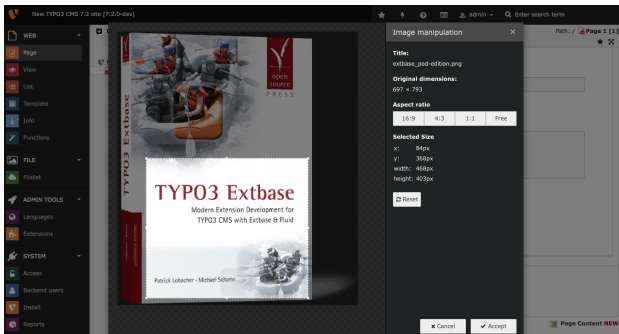 New TYPO3 CMS 7.2
site [7.2.0-dev]
admin
Enter search term
WEB
Page
View
List
Template
Info
Functions
FILE
Filelist
ADMIN TOOLS
Languages
Extensions
SYSTEM
Access
Backend users
Install
Reports
open
source
PRESS
TYPO3 Extbase
TYPO3 Extbase
Modern Extension Development for
TYPO3 CMS with Extbase & Fluid
Patrick Lobacher - Michael Schams
Image manipulation
Title:
extbase_pod-edition.png
Original dimensions:
697 × 793
Aspect ratio
16:9
4:3
1:1
Free
Selected Size
x: 84px
y: 368px
width: 468px
height: 403px
Reset
Cancel
Accept
Path: / Page 1 [1]
Page Content NEW